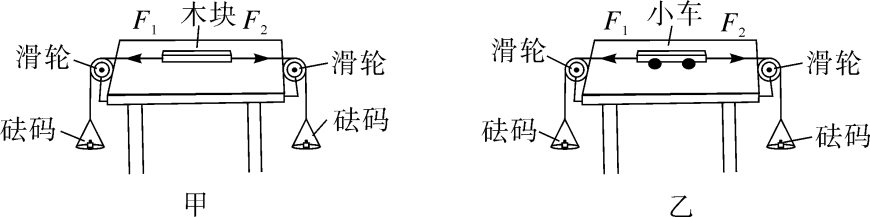 木块
F₁ F₂
滑轮 滑轮
砝码 砝码
甲
小车
F₁ F₂
滑轮 滑轮
砝码 砝码
乙